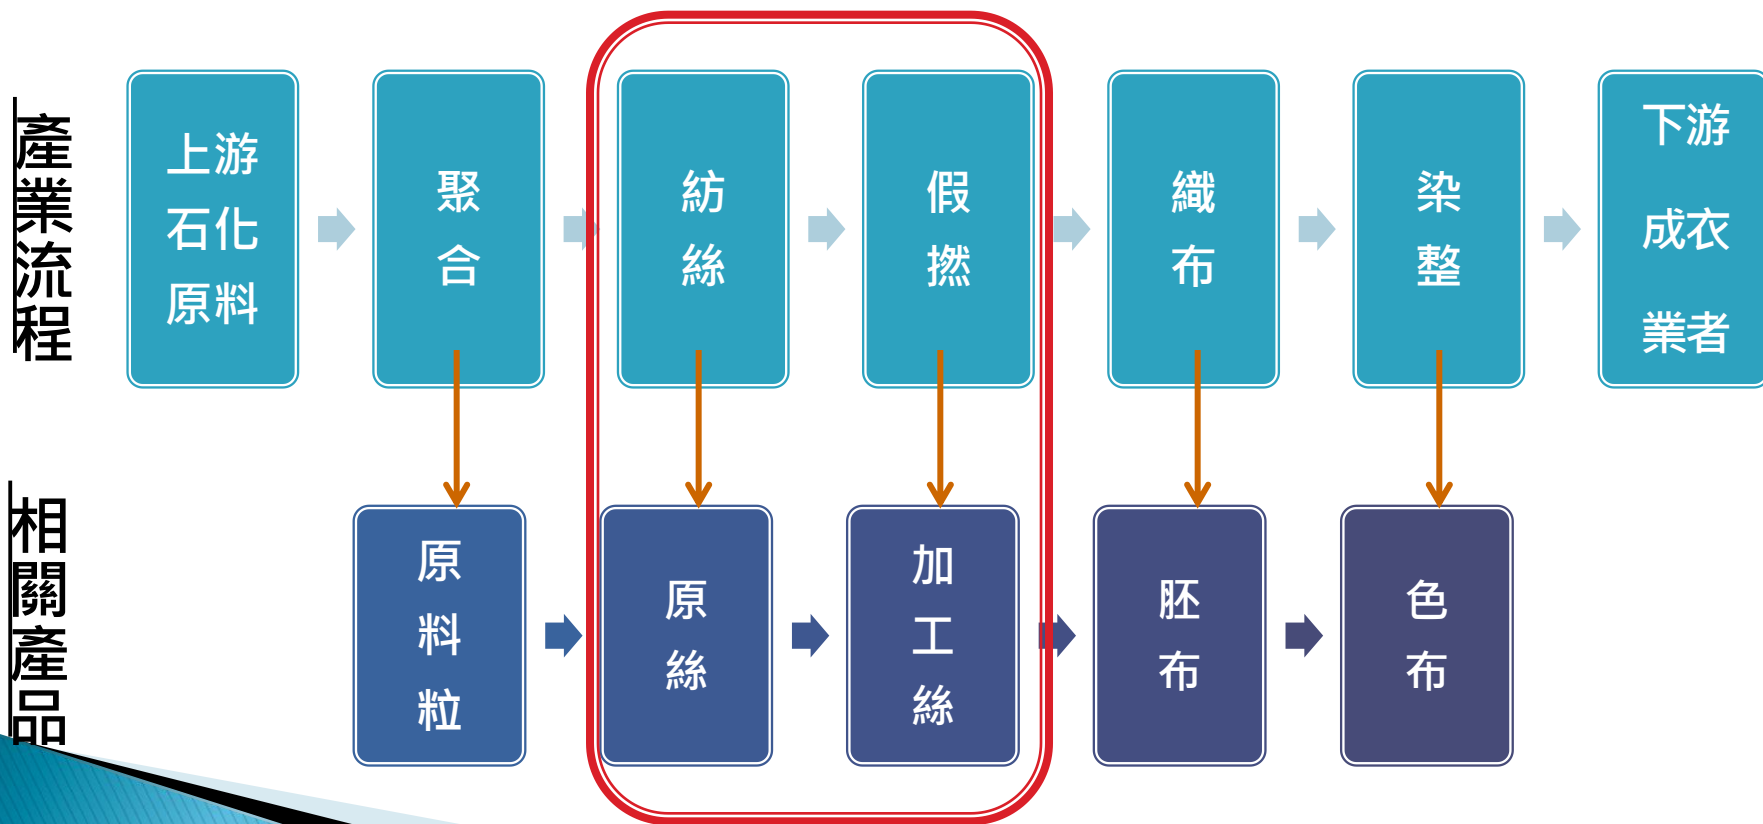 產業流程
上游
石化
原料
聚
合
紡
絲
假
撚
織
布
染
整
下游
成衣
業者
相關產品
原
料
粒
原
絲
加
工
絲
胚
布
色
布